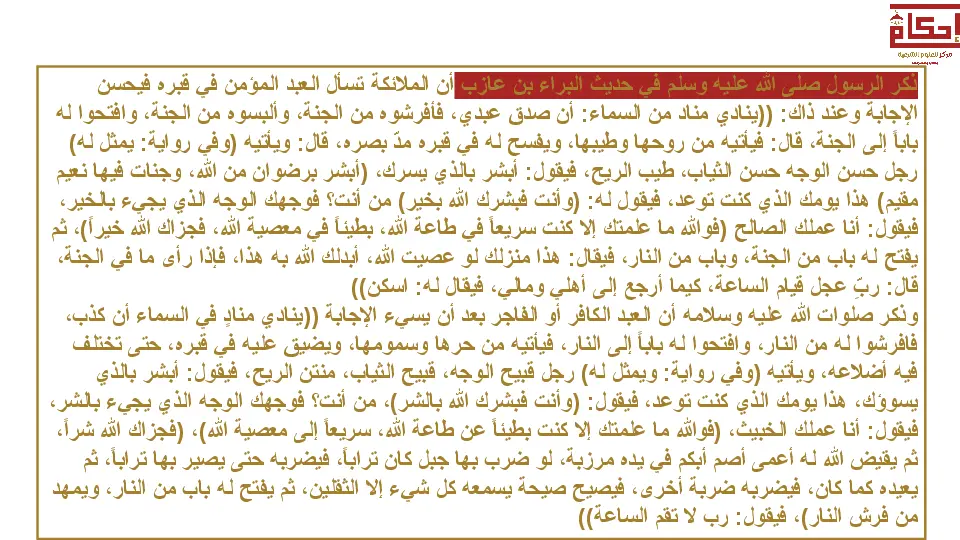 إحكام
مركز للعلوم الشرعية
ذكر الرسول صلى الله عليه وسلم في حديث البراء بن عازب أن الملائكة تسأل العبد المؤمن في قبره فيحسن
الإجابة وعند ذاك: ((ينادي مناد من السماء: أن صدق عبدي، فأفرشوه من الجنة، وألبسوه من الجنة، وافتحوا له
باباً إلى الجنة، قال: فيأتيه من روحها وطيبها، ويفسح له في قبره مدّ بصره، قال: ويأتيه (وفي رواية: يمثل له)
رجل حسن الوجه حسن الثياب، طيب الريح، فيقول: أبشر بالذي يسرك، (أبشر برضوان من الله، وجنات فيها نعيم
مقيم) هذا يومك الذي كنت توعد، فيقول له: (وأنت فبشرك الله بخير) من أنت؟ فوجهك الوجه الذي يجيء بالخير،
فيقول: أنا عملك الصالح (فوالله ما علمتك إلا كنت سريعاً في طاعة الله، بطيئاً في معصية الله، فجزاك الله خيراً)، ثم
يفتح له باب من الجنة، وباب من النار، فيقال: هذا منزلك لو عصيت الله، أبدلك الله به هذا، فإذا رأى ما في الجنة،
قال: ربِّ عجل قيام الساعة، كيما أرجع إلى أهلي ومالي، فيقال له: اسكن))
وذكر صلوات الله عليه وسلامه أن العبد الكافر أو الفاجر بعد أن يسيء الإجابة ((ينادي منادٍ في السماء أن كذب،
فافرشوا له من النار، وافتحوا له باباً إلى النار، فيأتيه من حرها وسمومها، ويضيق عليه في قبره، حتى تختلف
فيه أضلاعه، ويأتيه (وفي رواية: ويمثل له) رجل قبيح الوجه، قبيح الثياب، منتن الريح، فيقول: أبشر بالذي
يسوؤك، هذا يومك الذي كنت توعد، فيقول: (وأنت فبشرك الله بالشر)، من أنت؟ فوجهك الوجه الذي يجيء بالشر،
فيقول: أنا عملك الخبيث، (فوالله ما علمتك إلا كنت بطيئاً عن طاعة الله، سريعاً إلى معصية الله)، (فجزاك الله شراً،
ثم يقيض الله له أعمى أصم أبكم في يده مرزبة، لو ضرب بها جبل كان تراباً، فيضربه حتى يصير بها تراباً، ثم
يعيده كما كان، فيضربه ضربة أخرى، فيصيح صيحة يسمعه كل شيء إلا الثقلين، ثم يفتح له باب من النار، ويمهد
من فرش النار)، فيقول: رب لا تقم الساعة))